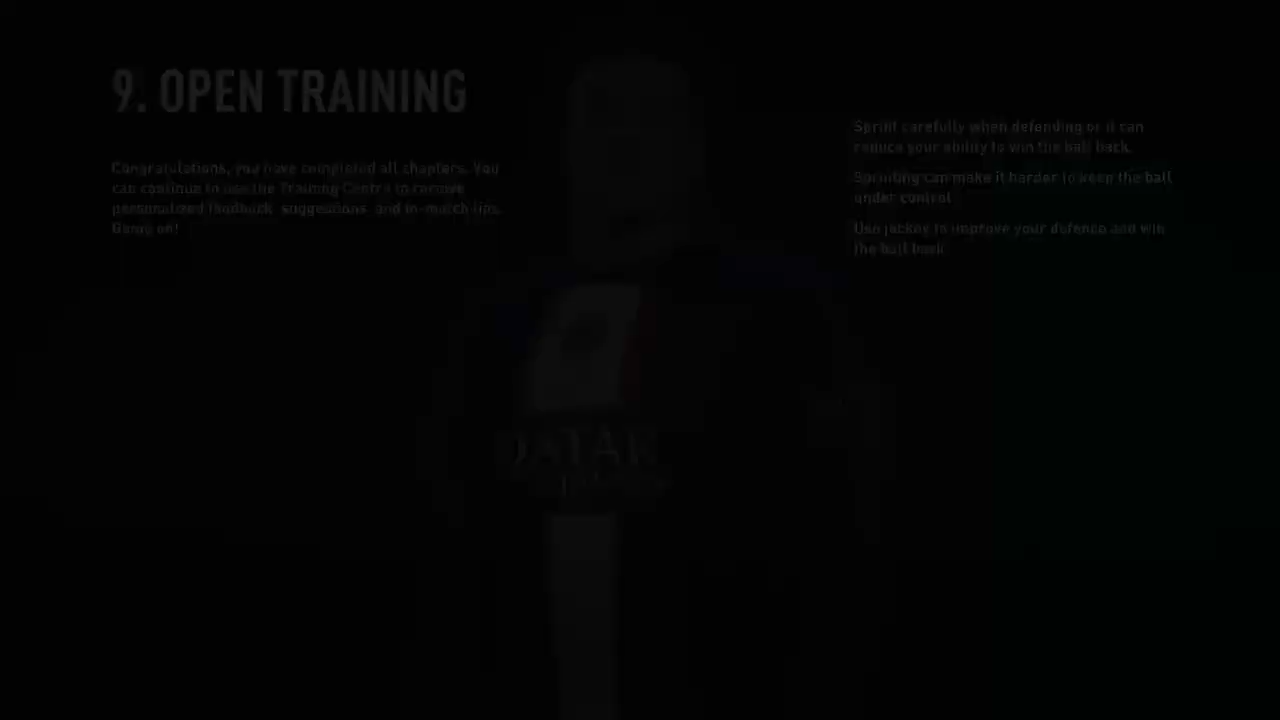 9. OPEN TRAINING
Congratulations, you have completed all chapters. You
can continue to use the Training Centre to receive
personalized feedback, suggestions, and in-match tips.
Game on!
Sprint carefully when defending or it can
reduce your ability to win the ball back.
Sprinting can make it harder to keep the ball
under control.
Use jockey to improve your defence and win
the ball back.
QATAR